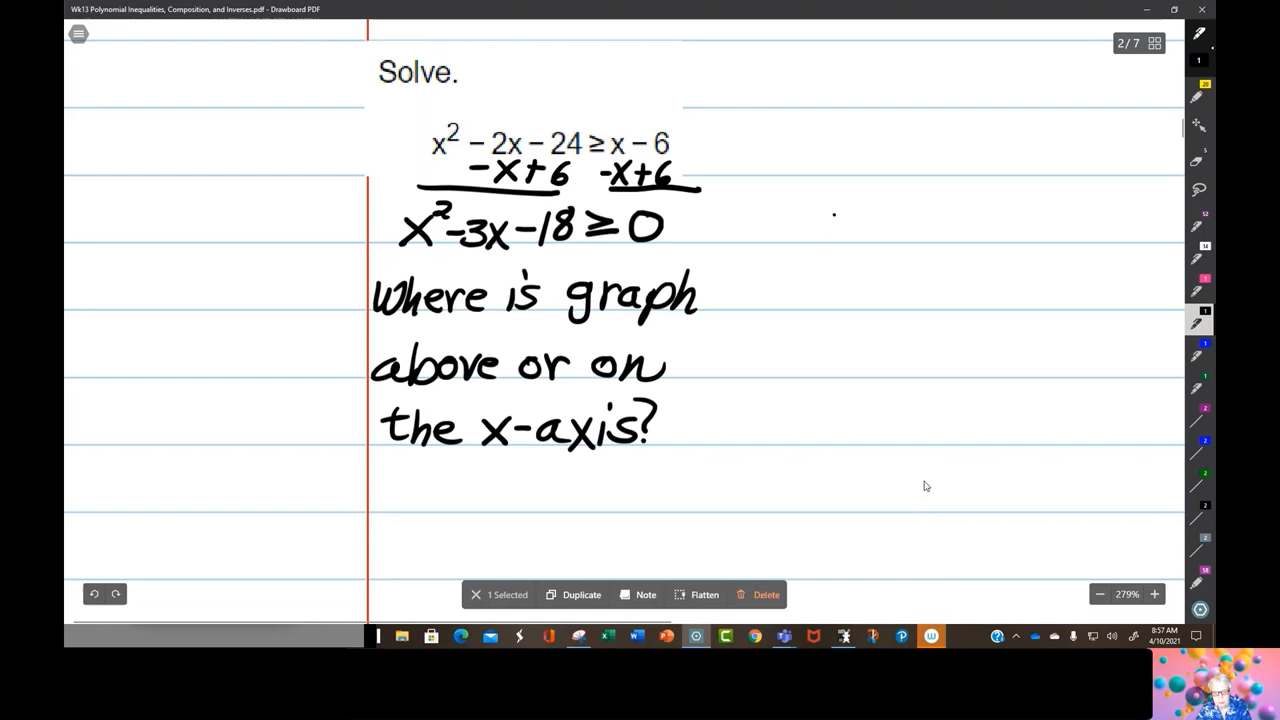 Wk13 Polynomial Inequalities, Composition, and Inverses.pdf - Drawboard PDF
2/7
Solve.
x² − 2x − 24 ≥ x − 6
-x+6 -x+6
x²-3x-18≥0
Where is graph
above or on
the x-axis?
1 Selected Duplicate Note Flatten Delete
279%
8:57 AM
4/10/2021